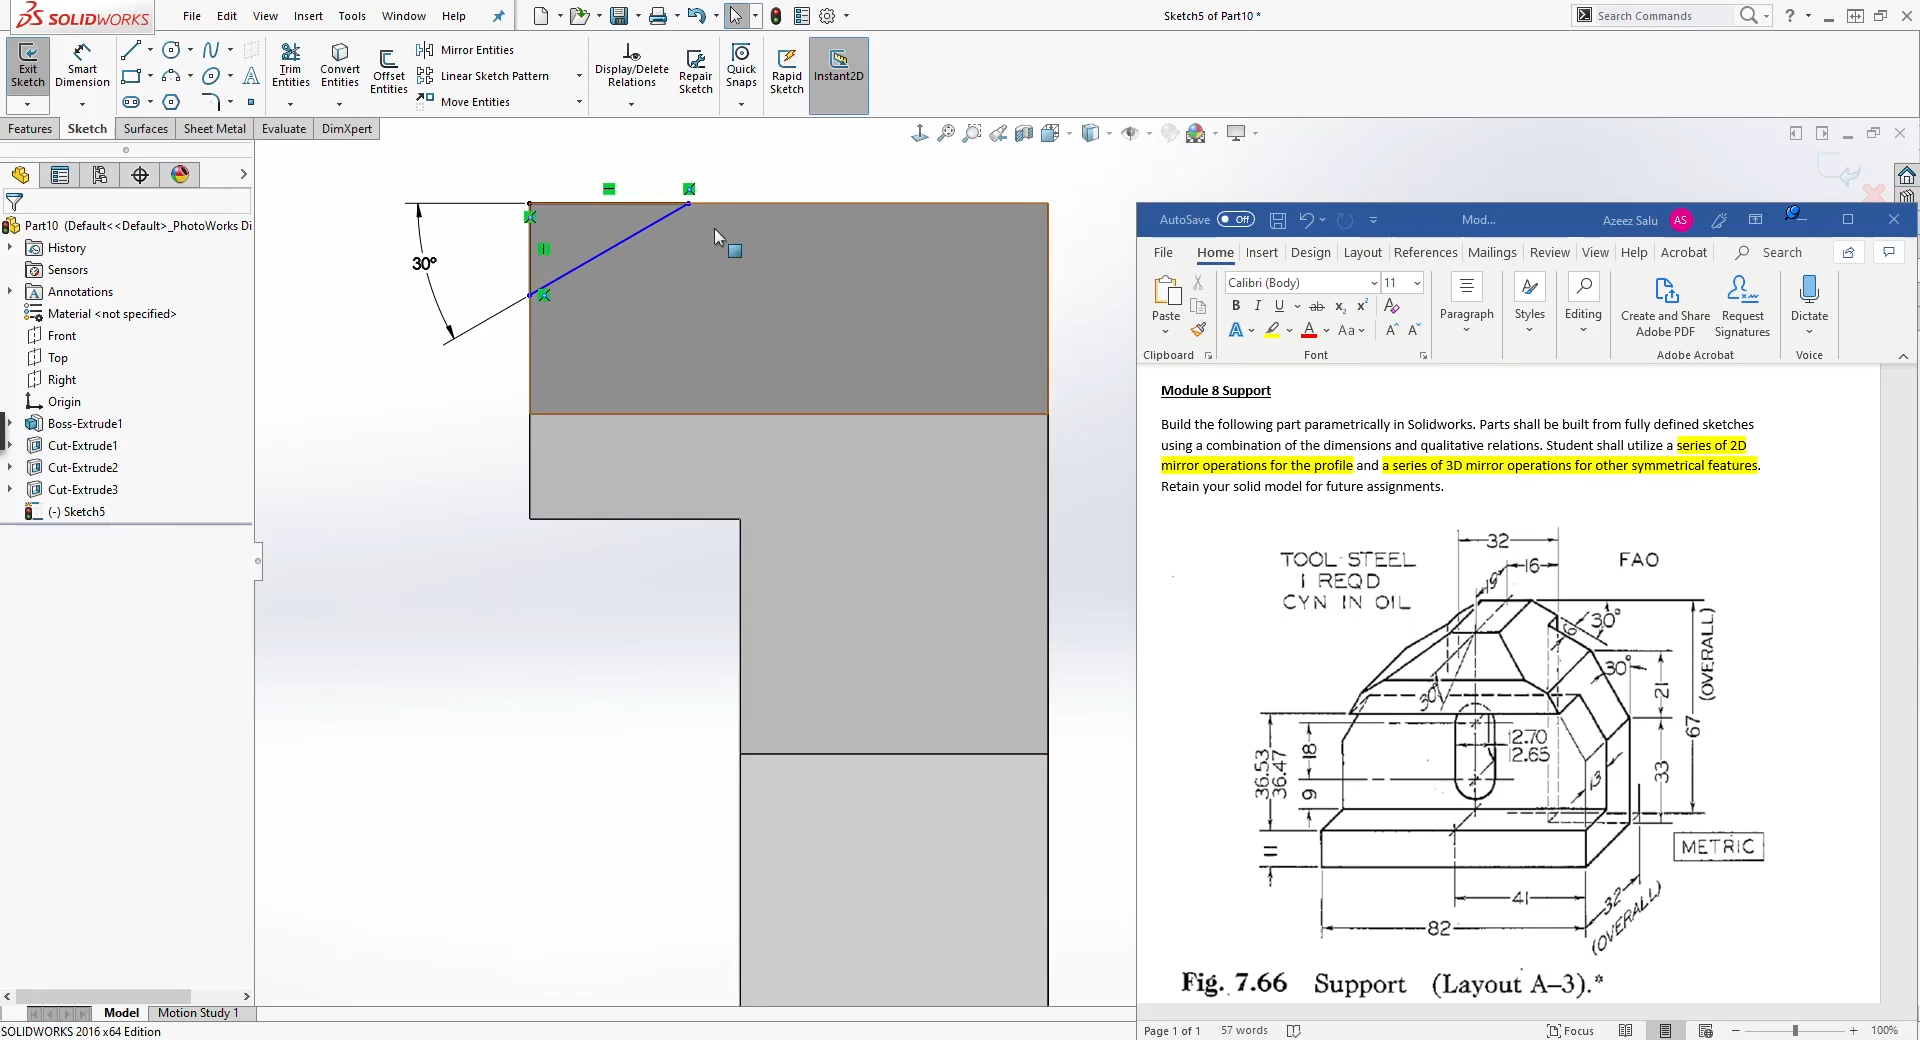 SOLIDWORKS
File Edit View Insert Tools Window Help
Sketch5 of Part10 *
Search Commands
Exit Sketch
Smart Dimension
Trim Entities
Convert Entities
Offset Entities
Mirror Entities
Linear Sketch Pattern
Move Entities
Display/Delete Relations
Repair Sketch
Quick Snaps
Rapid Sketch
Instant2D
Features Sketch Surfaces Sheet Metal Evaluate DimXpert
Part10 (Default<<Default>_PhotoWorks Di
History
Sensors
Annotations
Material <not specified>
Front
Top
Right
Origin
Boss-Extrude1
Cut-Extrude1
Cut-Extrude2
Cut-Extrude3
(-) Sketch5
30°
AutoSave Off Mod... Azeez Salu AS
File Home Insert Design Layout References Mailings Review View Help Acrobat Search
Calibri (Body) 11
Paste
B I U ab x₂ x²
A A Aa A A
Paragraph
Styles
Editing
Create and Share Adobe PDF
Request Signatures
Dictate
Clipboard Font Adobe Acrobat Voice
Module 8 Support
Build the following part parametrically in Solidworks. Parts shall be built from fully defined sketches
using a combination of the dimensions and qualitative relations. Student shall utilize a series of 2D
mirror operations for the profile and a series of 3D mirror operations for other symmetrical features.
Retain your solid model for future assignments.
TOOL-STEEL
1 REQD
CYN IN OIL
FAO
32
16
19
6
30°
30°
30°
21
(OVERALL)
67
33
12.70
12.65
13
36.53
36.47
18
9
11
METRIC
41
32
(OVERALL)
82
Fig. 7.66 Support (Layout A–3).*
Page 1 of 1 57 words Focus 100%
Model Motion Study 1
SOLIDWORKS 2016 x64 Edition